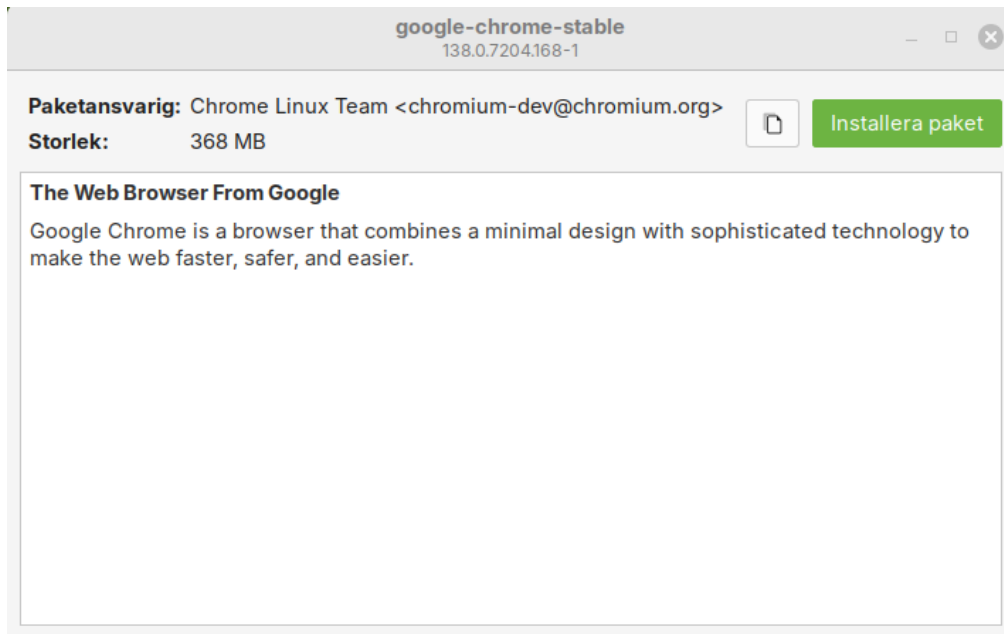 google-chrome-stable
138.0.7204.168-1
Paketansvarig: Chrome Linux Team <chromium-dev@chromium.org>
Installera paket
Storlek: 368 MB
The Web Browser From Google
Google Chrome is a browser that combines a minimal design with sophisticated technology to
make the web faster, safer, and easier.